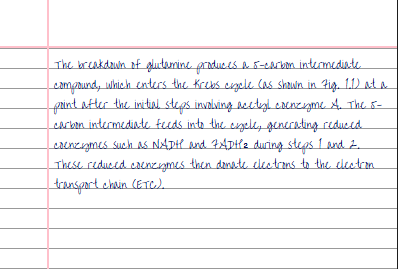 The breakdown of glutamine produces a 5-carbon intermediate
compound, which enters the Krebs cycle (as shown in Fig. 1.1) at a
point after the initial steps involving acetyl coenzyme A. The 5-
carbon intermediate feeds into the cycle, generating reduced
coenzymes such as NADH and FADH2 during steps 1 and 2.
These reduced coenzymes then donate electrons to the electron
transport chain (ETC).